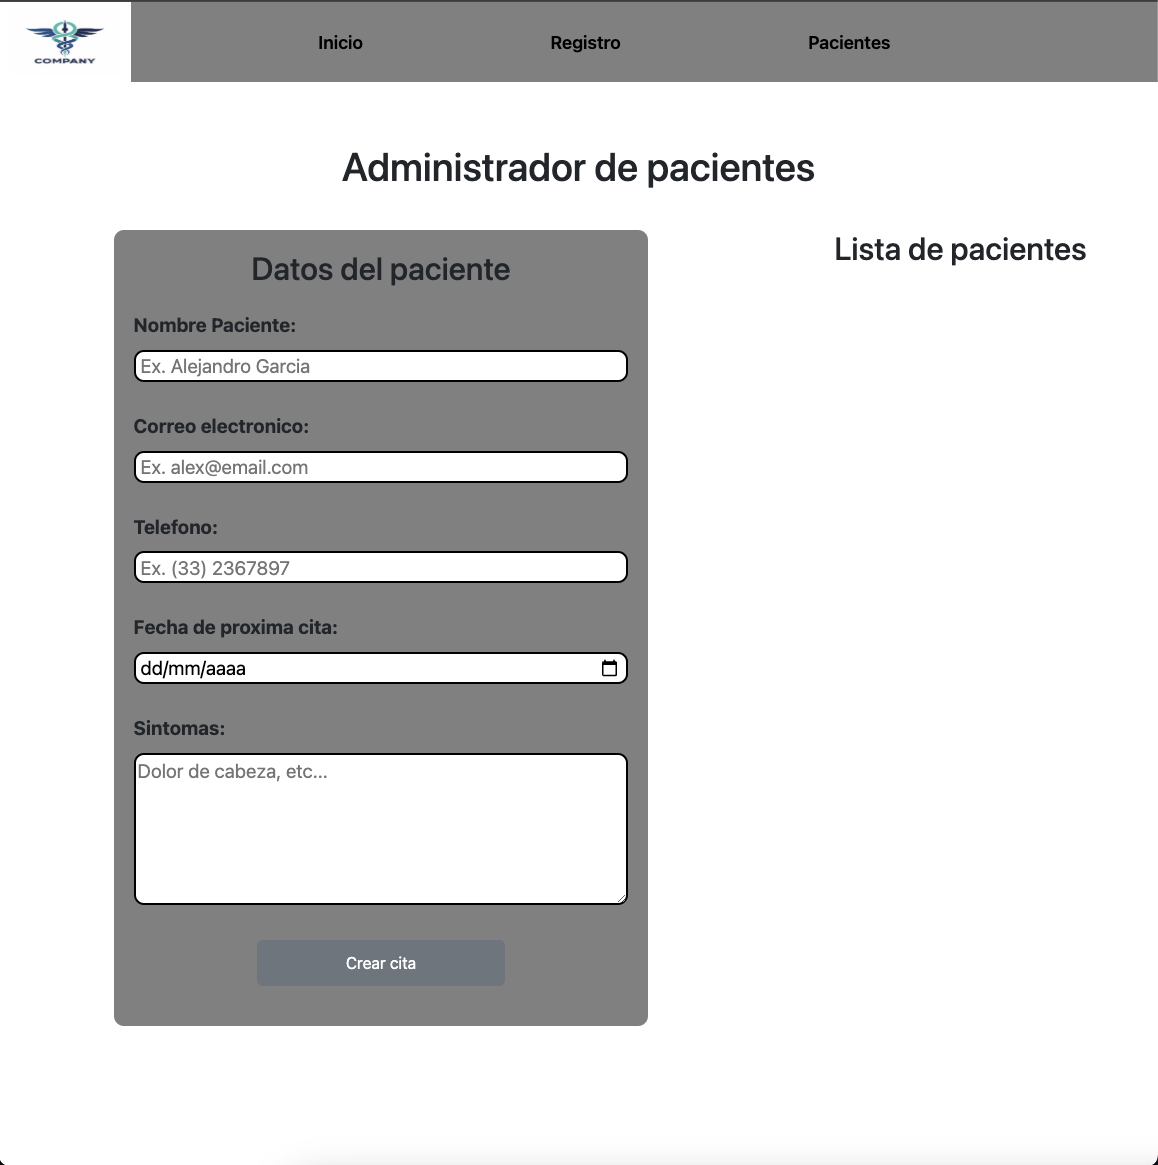 COMPANY
Inicio
Registro
Pacientes
Administrador de pacientes
Datos del paciente
Nombre Paciente:
Ex. Alejandro Garcia
Correo electronico:
Ex. alex@email.com
Telefono:
Ex. (33) 2367897
Fecha de proxima cita:
dd/mm/aaaa
Sintomas:
Dolor de cabeza, etc...
Crear cita
Lista de pacientes